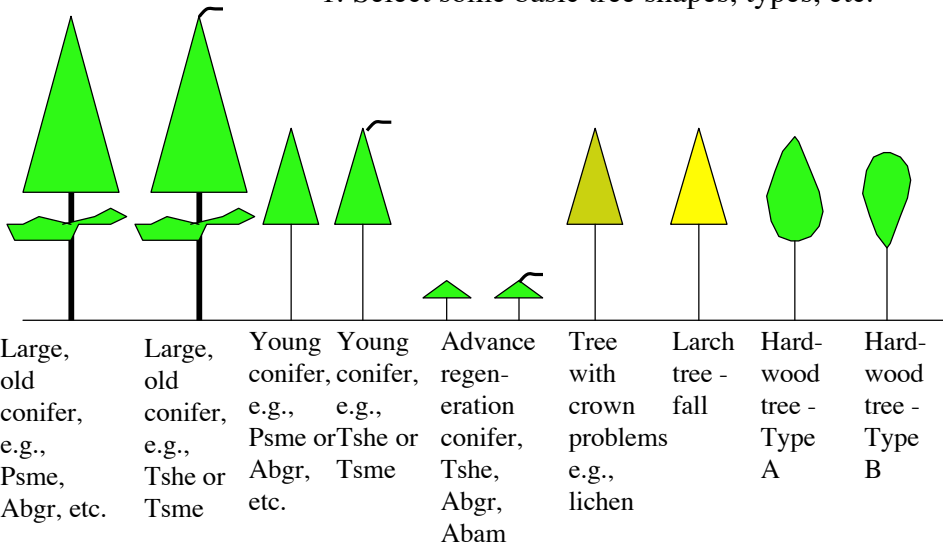 1. Select some basic tree shapes, types, etc.
Large,
old
conifer,
e.g.,
Psme,
Abgr, etc.
Large,
old
conifer,
e.g.,
Tshe or
Tsme
Young
conifer,
e.g.,
Psme or
Abgr,
etc.
Young
conifer,
e.g.,
Tshe or
Tsme
Advance
regen-
eration
conifer,
Tshe,
Abgr,
Abam
Tree
with
crown
problems
e.g.,
lichen
Larch
tree -
fall
Hard-
wood
tree -
Type
A
Hard-
wood
tree -
Type
B